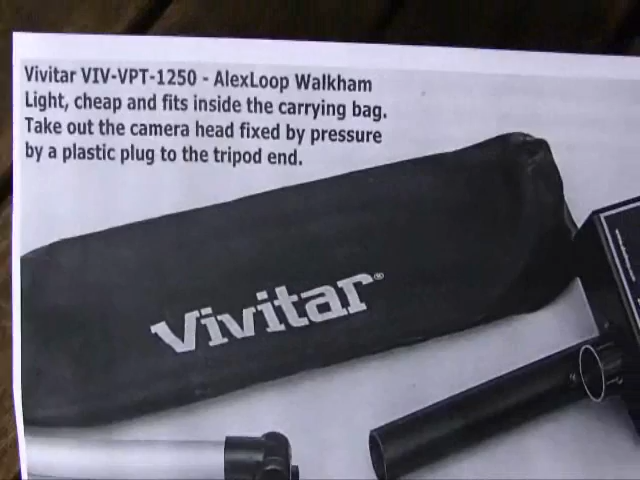 Vivitar VIV-VPT-1250 - AlexLoop Walkham
Light, cheap and fits inside the carrying bag.
Take out the camera head fixed by pressure
by a plastic plug to the tripod end.
Vivitar®